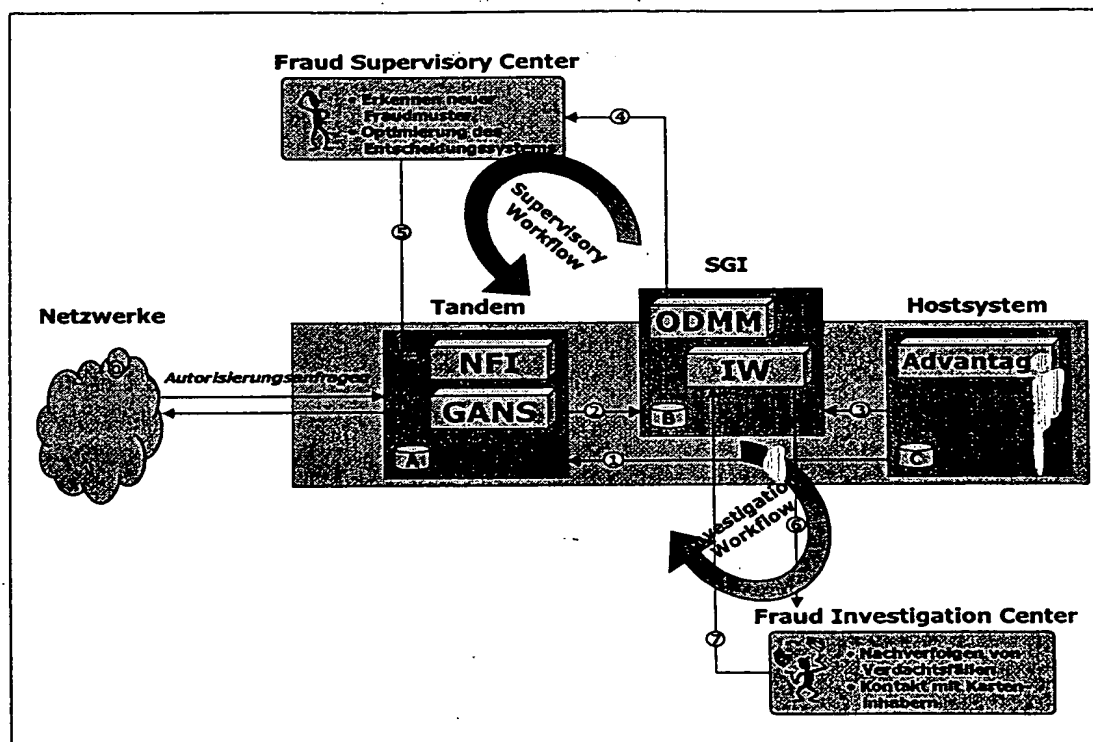 Fraud Supervisory Center
• Erkennen neuer
Fraudmuster
• Optimierung des
Entscheidungssystems
④
Supervisory
Workflow
⑤
SGI
Netzwerke
Tandem
Hostsystem
ODMM
NFI
IW
Advantag
Autorisierungsanfragen
GANS
②
B
③
A
①
C
Investigation
Workflow
⑥
Fraud Investigation Center
⑦
• Nachverfolgen von
Verdachtsfällen
• Kontakt mit Karten-
inhabern